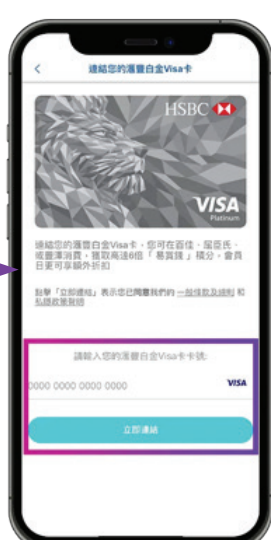 連結您的滙豐白金Visa卡
HSBC
VISA
Platinum
連結您的滙豐白金Visa卡，您可在百佳、屈臣氏、
或豐澤消費，獲取高達6倍「易賞錢」積分，會員
日更可享額外折扣
點擊「立即連結」表示您已同意我們的 一般條款及細則 和
私隱政策聲明
請輸入您的滙豐白金Visa卡卡號:
0000 0000 0000 0000
VISA
立即連結